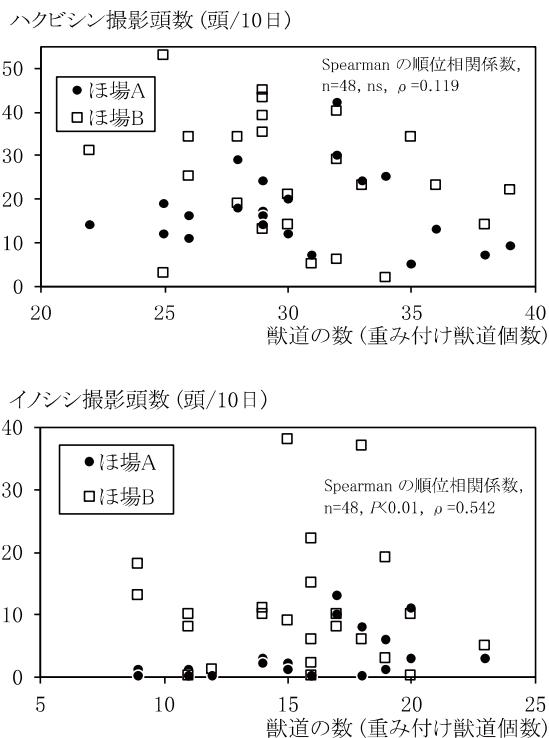 ハクビシン撮影頭数 (頭/10日)
50
40
30
20
10
0
ほ場A
ほ場B
Spearman の順位相関係数,
n=48, ns, ρ=0.119
20 25 30 35 40
獣道の数 (重み付け獣道個数)
イノシシ撮影頭数 (頭/10日)
40
30
20
10
0
ほ場A
ほ場B
Spearman の順位相関係数,
n=48, P<0.01, ρ=0.542
5 10 15 20 25
獣道の数 (重み付け獣道個数)